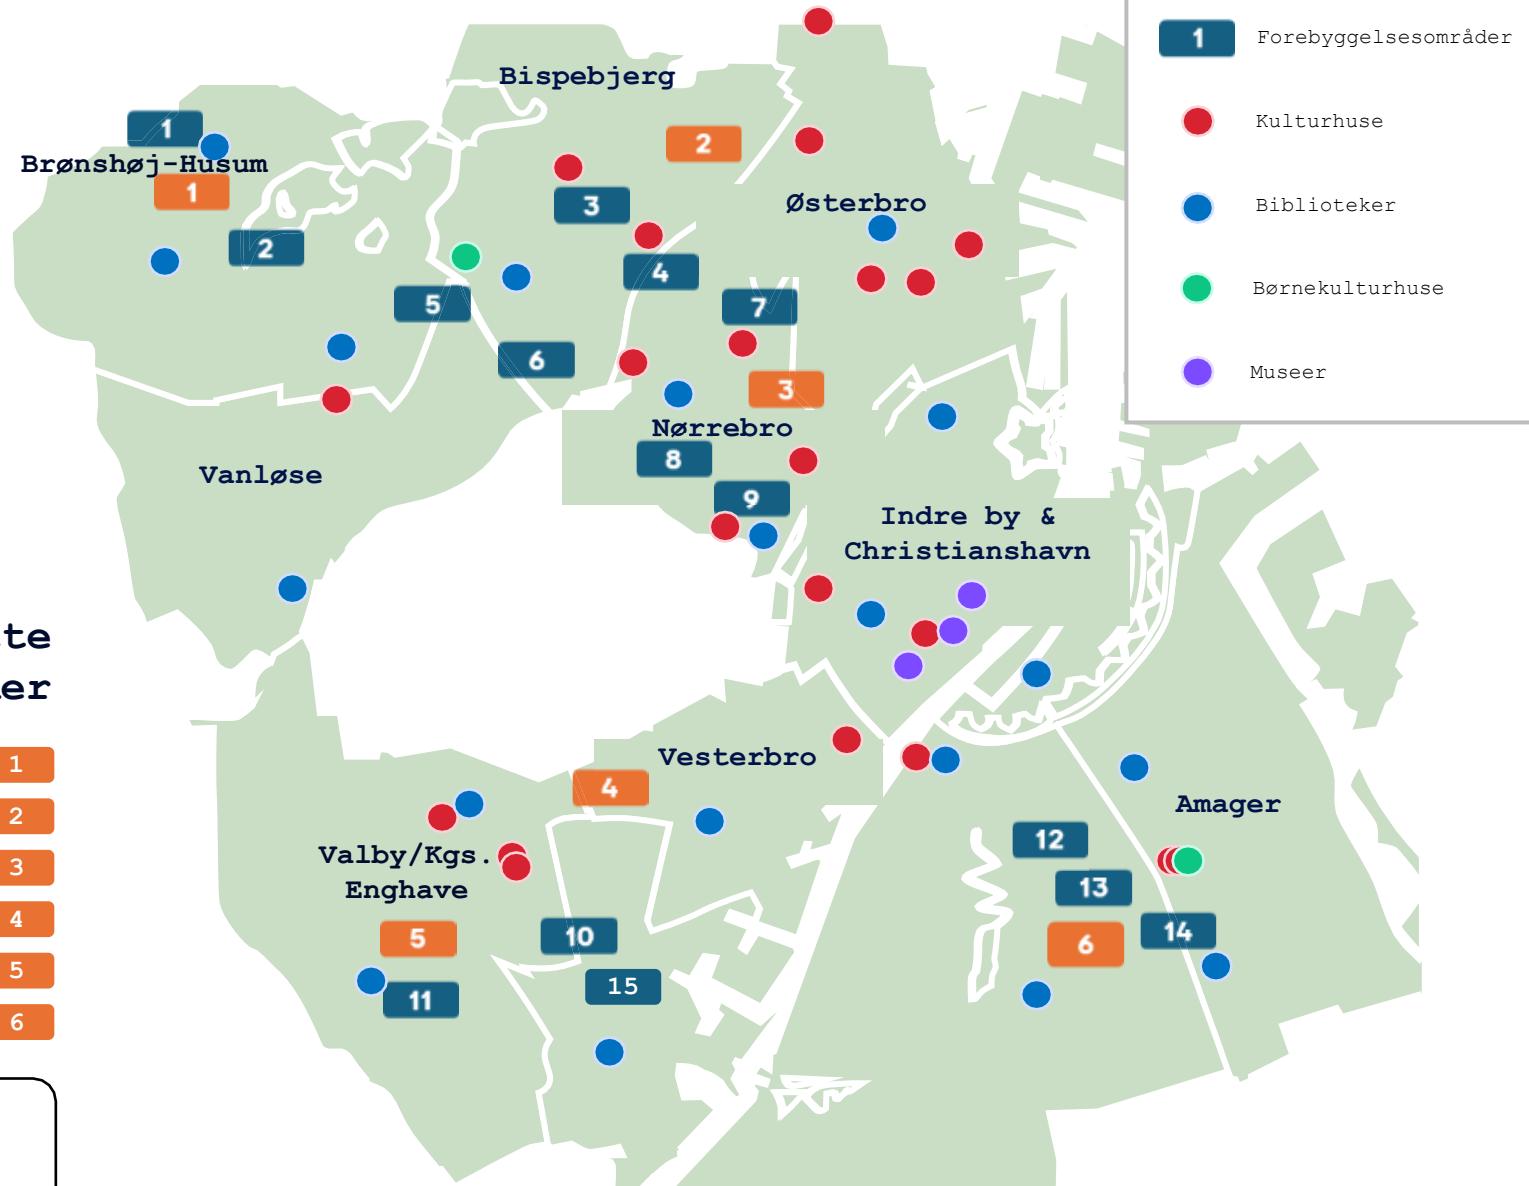 1 Forebyggelsesområder
Kulturhuse
Biblioteker
Børnekulturhuse
Museer
Bispebjerg
1
2
Brønshøj-Husum
1
3
Østerbro
2
4
5
7
6
3
Nørrebro
8
Vanløse
9
Indre by &
Christianshavn
te
er
1
2
3
4
5
6
Vesterbro
4
Amager
12
Valby/Kgs.
Enghave
13
5
10
14
6
15
11